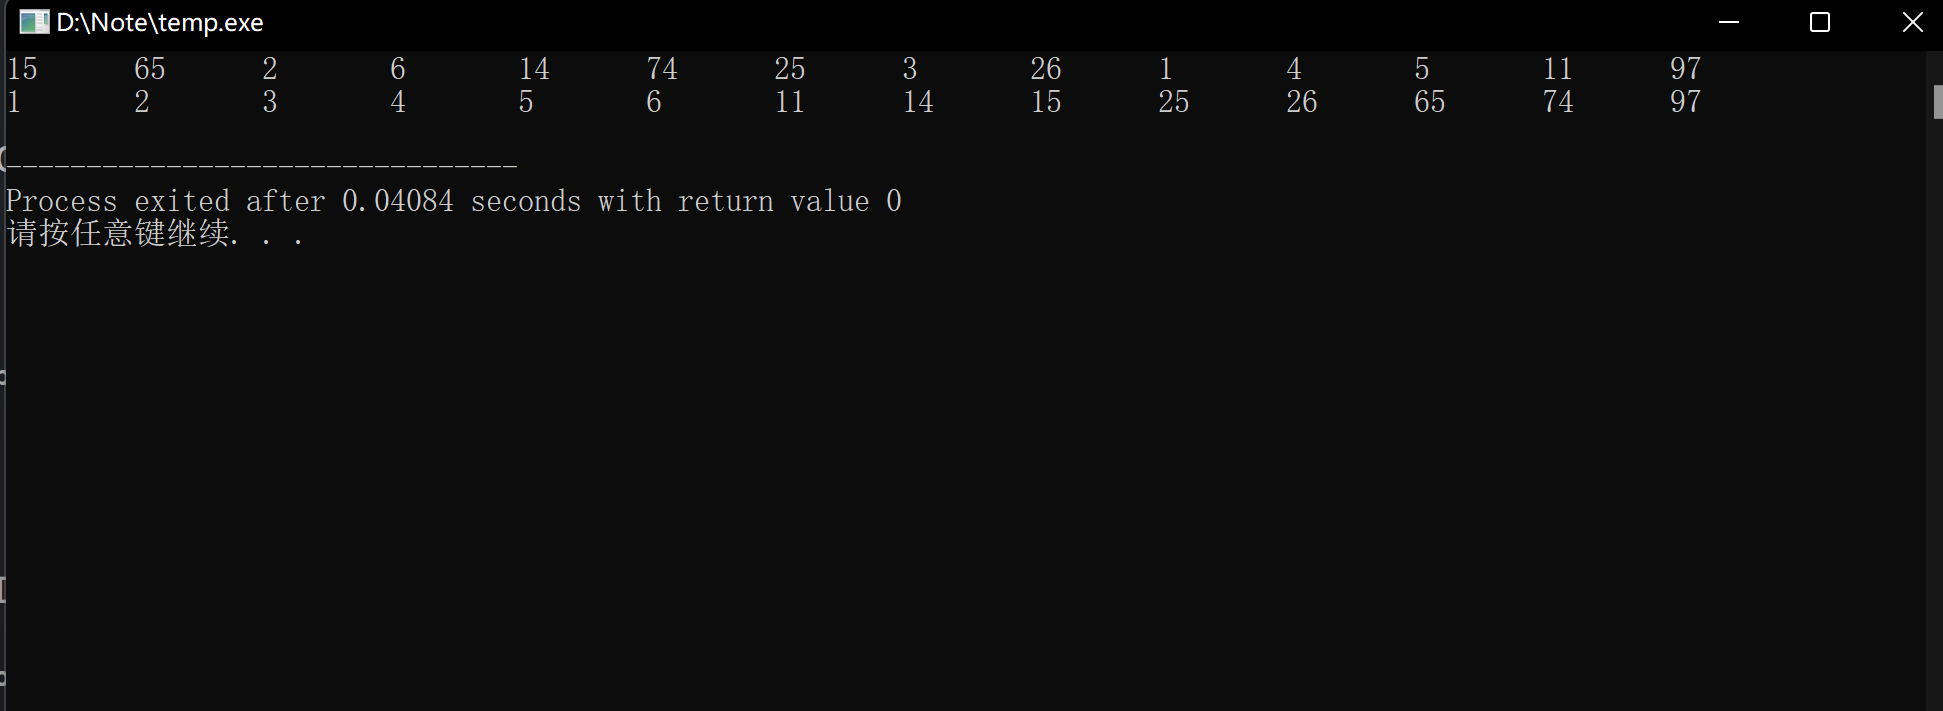 D:\Note\temp.exe
15 65 2 6 14 74 25 3 26 1 4 5 11 97
1 2 3 4 5 6 11 14 15 25 26 65 74 97
--------------------------------
Process exited after 0.04084 seconds with return value 0
请按任意键继续. . .